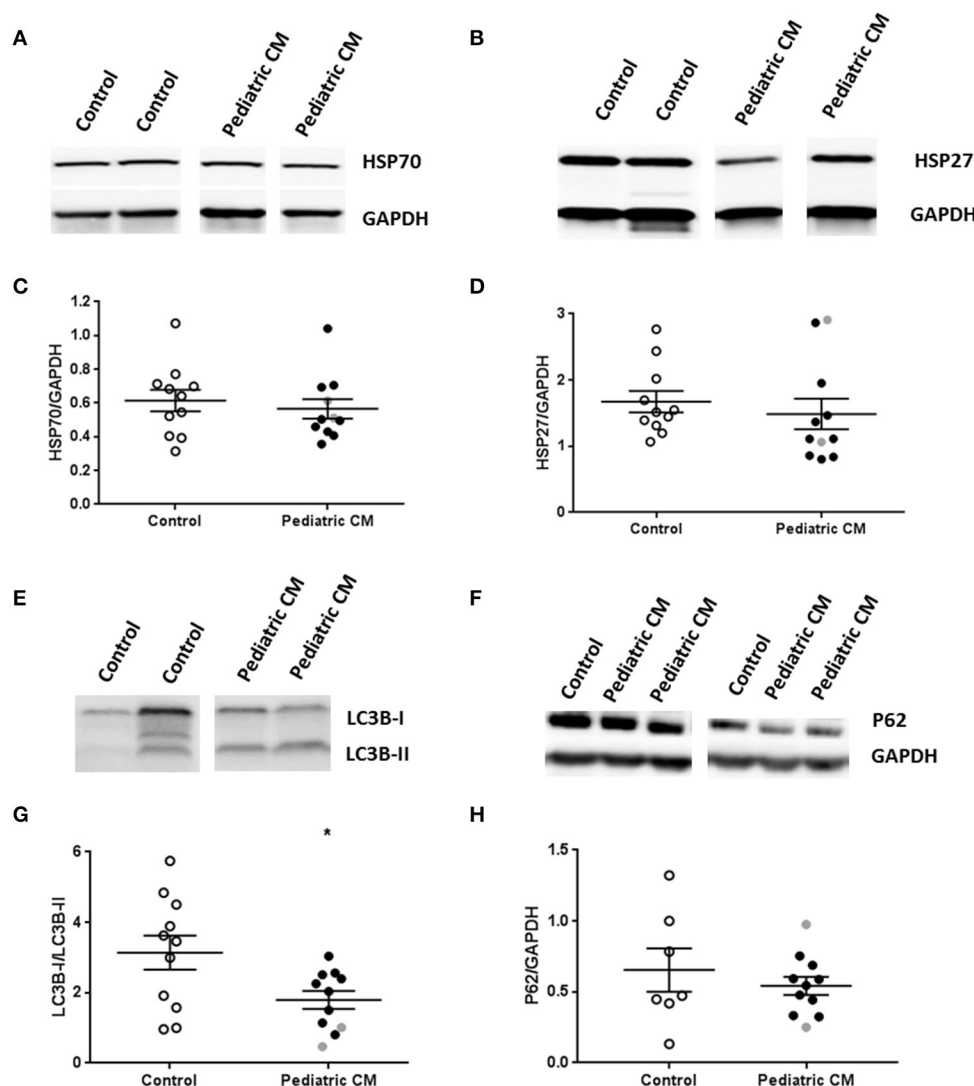 A
Control
Control
Pediatric CM
Pediatric CM
HSP70
GAPDH
B
Control
Control
Pediatric CM
Pediatric CM
HSP27
GAPDH
C
HSP70/GAPDH
1.2
1.0
0.8
0.6
0.4
0.2
0.0
Control
Pediatric CM
D
HSP27/GAPDH
3
2
1
0
Control
Pediatric CM
E
Control
Control
Pediatric CM
Pediatric CM
LC3B-I
LC3B-II
F
Control
Pediatric CM
Pediatric CM
Control
Pediatric CM
Pediatric CM
P62
GAPDH
G
LC3B-I/LC3B-II
*
6
4
2
0
Control
Pediatric CM
H
P62/GAPDH
1.5
1.0
0.5
0.0
Control
Pediatric CM